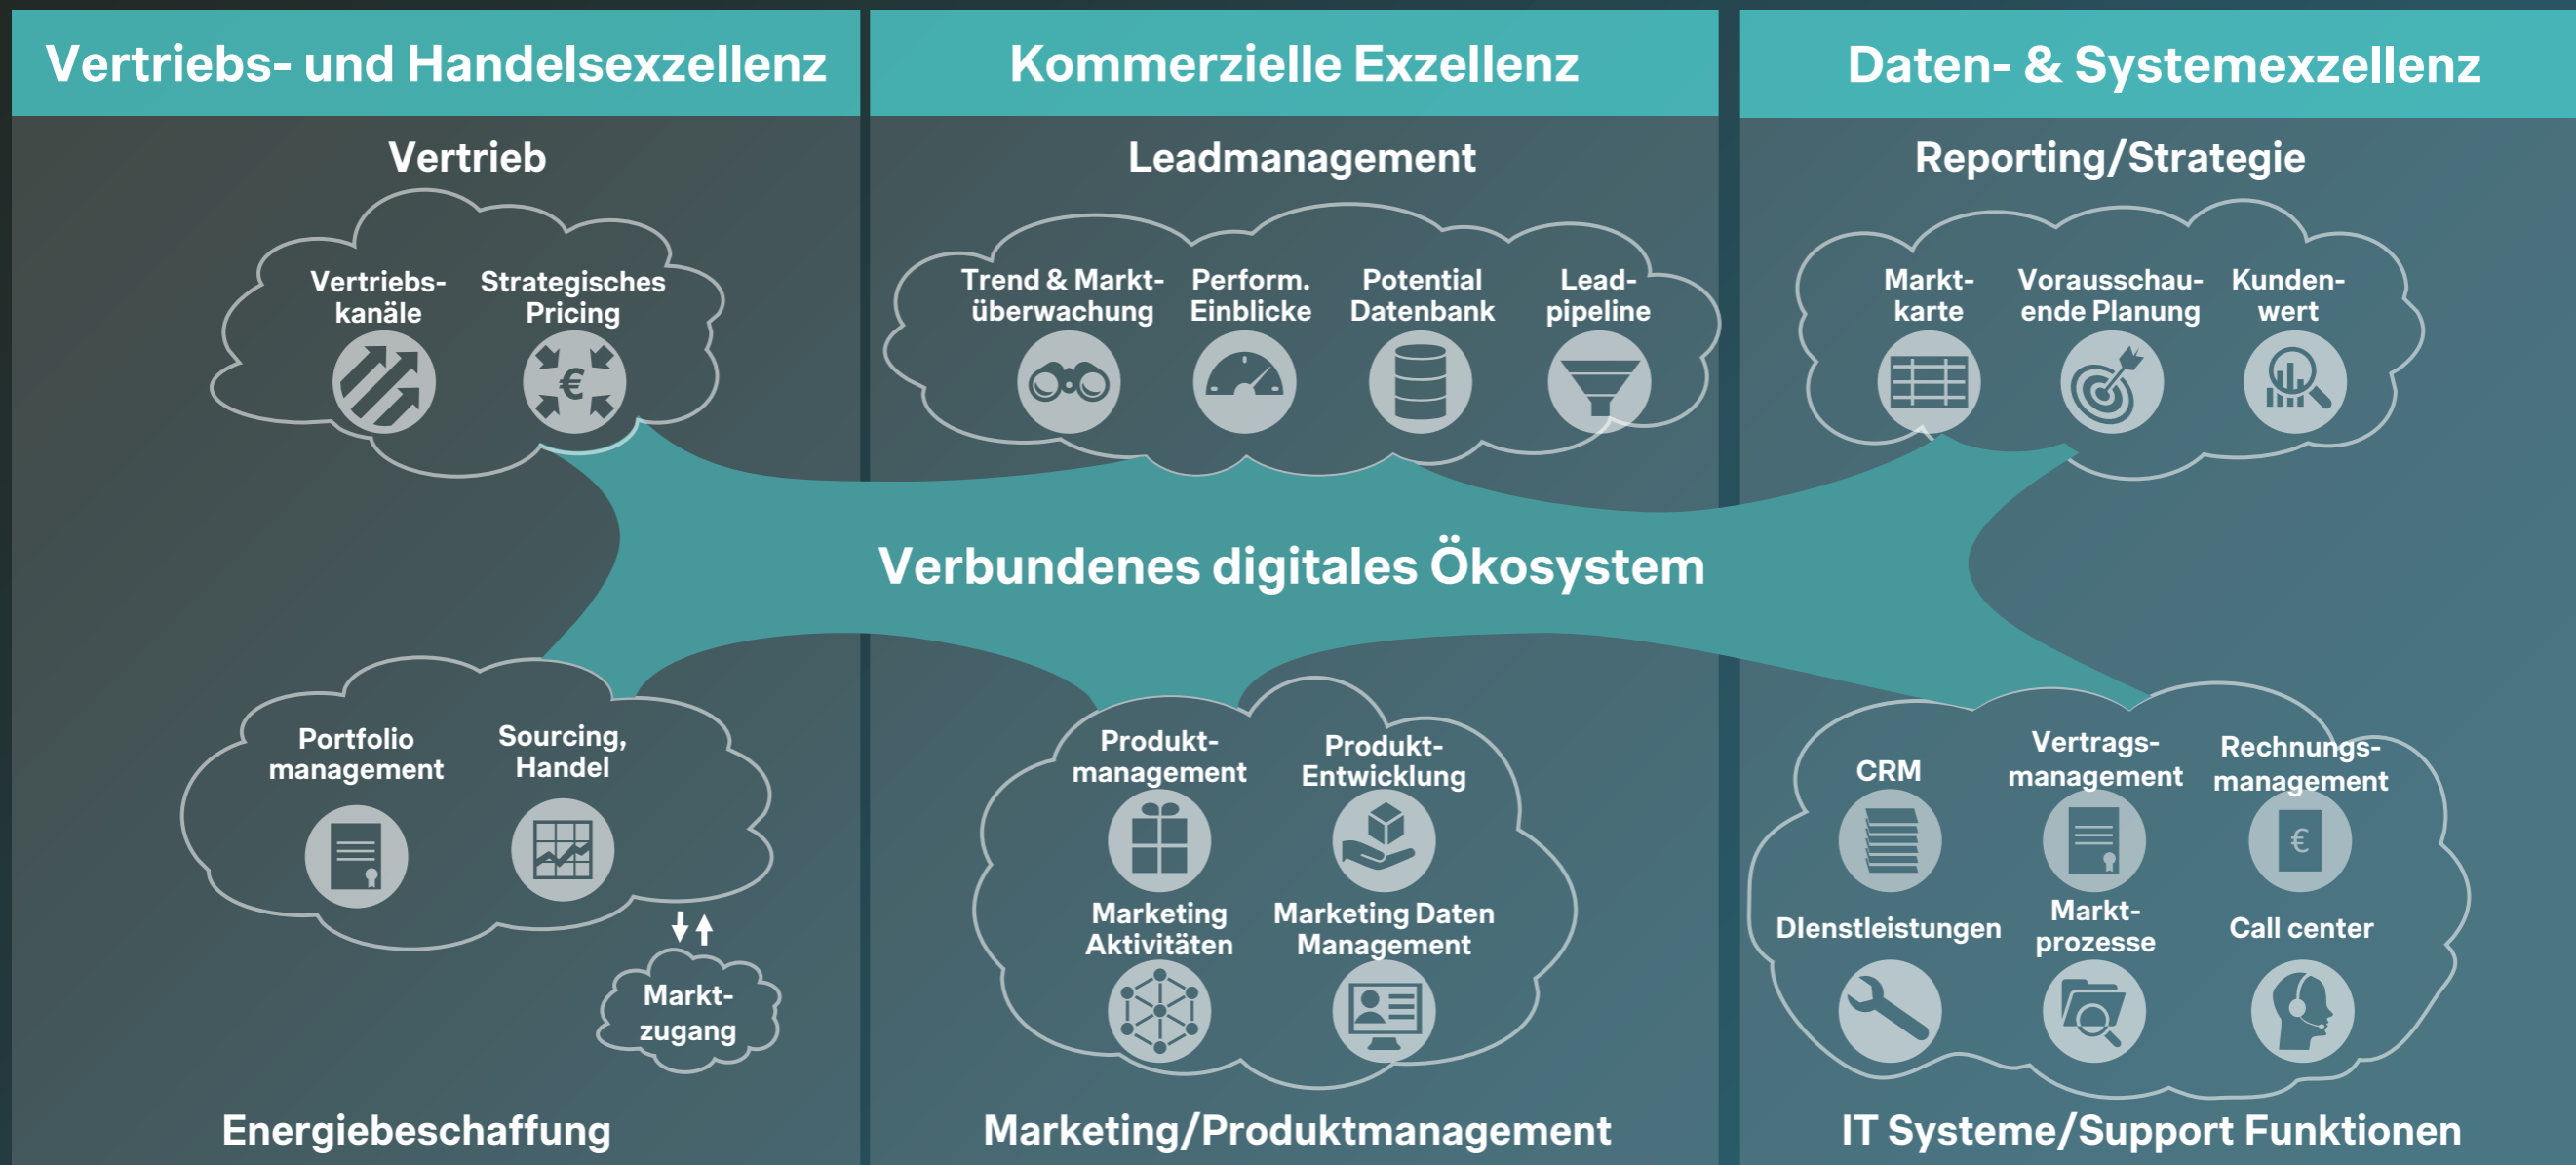 Vertriebs- und Handelsexzellenz
Kommerzielle Exzellenz
Daten- & Systemexzellenz
Vertrieb
Vertriebs-
kanäle
Strategisches
Pricing
Leadmanagement
Trend & Markt-
überwachung
Perform.
Einblicke
Potential
Datenbank
Lead-
pipeline
Reporting/Strategie
Markt-
karte
Vorausschau-
ende Planung
Kunden-
wert
€
Verbundenes digitales Ökosystem
Portfolio
management
Sourcing,
Handel
Markt-
zugang
Energiebeschaffung
Produkt-
management
Produkt-
Entwicklung
Marketing
Aktivitäten
Marketing Daten
Management
Marketing/Produktmanagement
CRM
Vertrags-
management
Rechnungs-
management
€
DIenstleistungen
Markt-
prozesse
Call center
IT Systeme/Support Funktionen